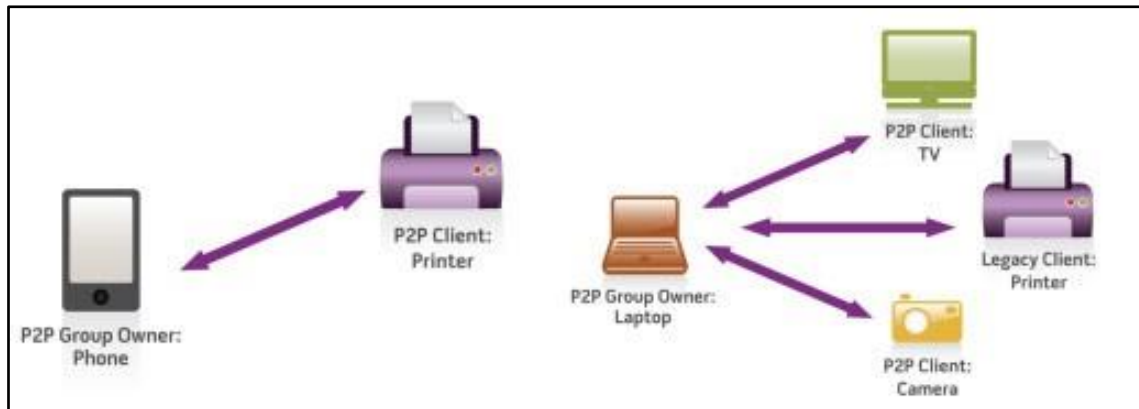 P2P Client:
Printer
P2P Group Owner:
Phone
P2P Client:
TV
P2P Group Owner:
Laptop
Legacy Client:
Printer
P2P Client:
Camera